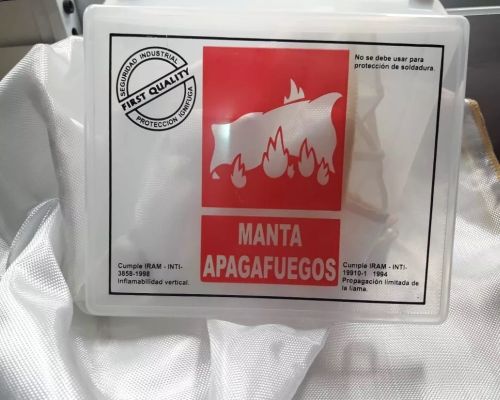 SEGURIDAD INDUSTRIAL
FIRST QUALITY
PROTECCION IGNIFUGA
No se debe usar para
protección de soldadura.
MANTA
APAGAFUEGOS
Cumple IRAM - INTI-
3858-1998
Inflamabilidad vertical.
Cumple IRAM - INTI-
19910-1 1994
Propagación limitada de
la llama.